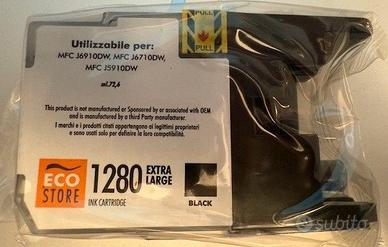 Utilizzabile per:
MFC J6910DW, MFC J6710DW,
MFC J5910DW
ml.72,6
This product is not manufactured or Sponsored by or associated with OEM
and is manufactured by a third Party Manufacturer.
I marchi e i prodotti citati appartengono ai legittimi proprietari
e sono usati solo per definire la loro compatibilità.
ECO
STORE
1280 EXTRA
LARGE
INK CARTRIDGE
BLACK
PULL
PULL
subito